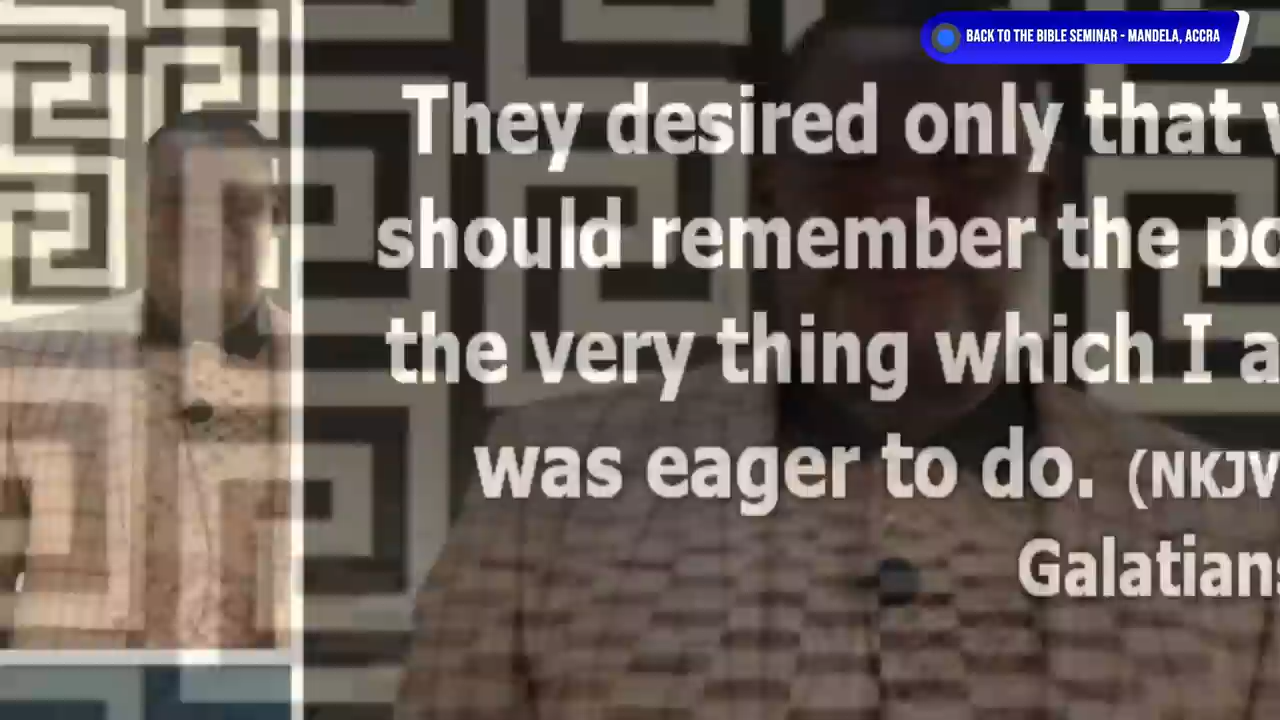 BACK TO THE BIBLE SEMINAR - MANDELA, ACCRA
They desired only that
should remember the
the very thing which I
was eager to do. (NKJV
Galatians